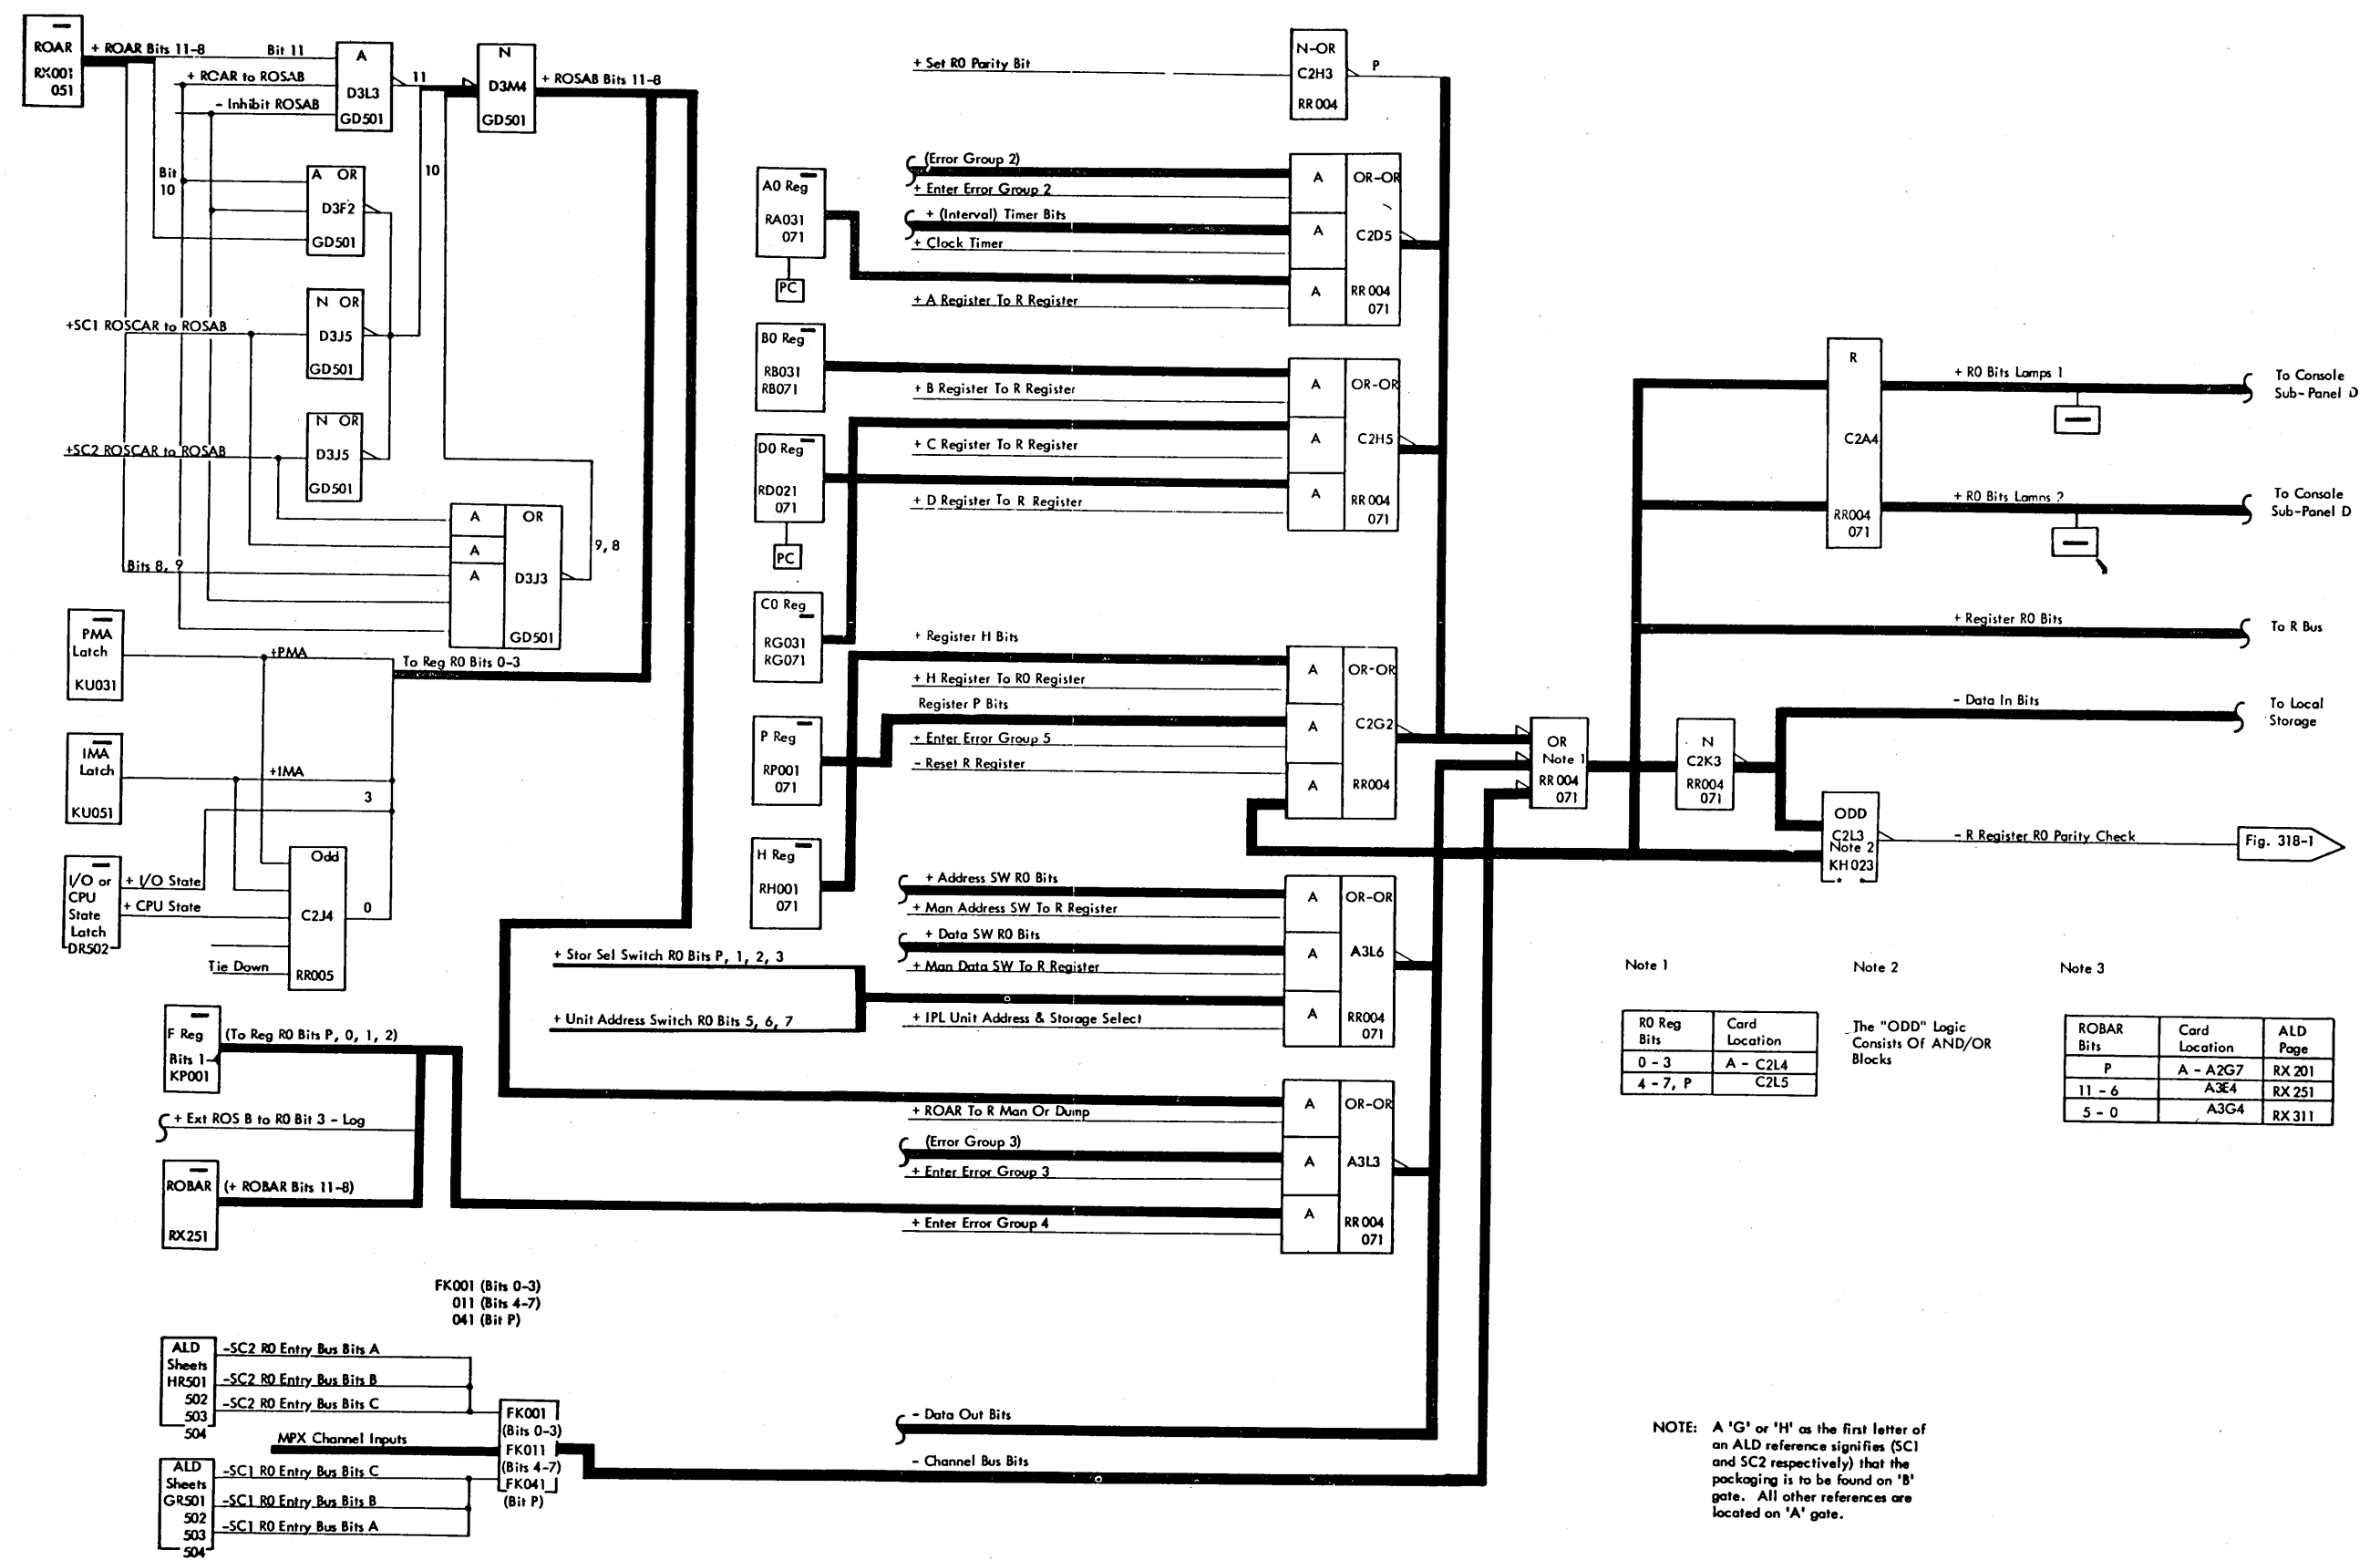 ROAR
RX001
051
+ ROAR Bits 11-8
Bit 11
+ RCAR to ROSAB
- Inhibit ROSAB
A
D3L3
GD501
11
N
D3M4
GD501
+ ROSAB Bits 11-8
Bit
10
A OR
D3F2
GD501
10
+SC1 ROSCAR to ROSAB
N OR
D3J5
GD501
+SC2 ROSCAR to ROSAB
N OR
D3J5
GD501
Bits 8, 9
A
A
A
OR
D3J3
GD501
9, 8
PMA
Latch
KU031
+PMA
To Reg R0 Bits 0-3
IMA
Latch
KU051
+IMA
3
I/O or
CPU
State
Latch
DR502
+ I/O State
+ CPU State
Tie Down
Odd
C2J4
RR005
0
F Reg
Bits 1-
KP001
(To Reg R0 Bits P, 0, 1, 2)
+ Ext ROS B to R0 Bit 3 - Log
ROBAR
RX251
(+ ROBAR Bits 11-8)
FK001 (Bits 0-3)
011 (Bits 4-7)
041 (Bit P)
ALD
Sheets
HR501
502
503
504
-SC2 R0 Entry Bus Bits A
-SC2 R0 Entry Bus Bits B
-SC2 R0 Entry Bus Bits C
MPX Channel Inputs
ALD
Sheets
GR501
502
503
504
-SC1 R0 Entry Bus Bits C
-SC1 R0 Entry Bus Bits B
-SC1 R0 Entry Bus Bits A
FK001
(Bits 0-3)
FK011
(Bits 4-7)
FK041
(Bit P)
+ Set R0 Parity Bit
N-OR
C2H3
RR004
P
A0 Reg
RA031
071
PC
(Error Group 2)
+ Enter Error Group 2
+ (Interval) Timer Bits
+ Clock Timer
+ A Register To R Register
A
A
A
OR-OR
C2D5
RR004
071
B0 Reg
RB031
RB071
+ B Register To R Register
+ C Register To R Register
+ D Register To R Register
A
A
A
OR-OR
C2H5
RR004
071
D0 Reg
RD021
071
PC
C0 Reg
RG031
RG071
+ Register H Bits
+ H Register To R0 Register
Register P Bits
+ Enter Error Group 5
- Reset R Register
A
A
A
OR-OR
C2G2
RR004
P Reg
RP001
071
H Reg
RH001
071
+ Address SW R0 Bits
+ Man Address SW To R Register
+ Data SW R0 Bits
+ Man Data SW To R Register
+ Stor Sel Switch R0 Bits P, 1, 2, 3
+ Unit Address Switch R0 Bits 5, 6, 7
+ IPL Unit Address & Storage Select
A
A
A
OR-OR
A3L6
RR004
071
+ ROAR To R Man Or Dump
(Error Group 3)
+ Enter Error Group 3
+ Enter Error Group 4
A
A
A
OR-OR
A3L3
RR004
071
- Data Out Bits
- Channel Bus Bits
OR
Note 1
RR004
071
N
C2K3
RR004
071
R
C2A4
RR004
071
+ R0 Bits Lamps 1
To Console
Sub-Panel D
+ R0 Bits Lamps 2
To Console
Sub-Panel D
+ Register R0 Bits
To R Bus
- Data In Bits
To Local
Storage
ODD
C2L3
Note 2
KH023
- R Register R0 Parity Check
Fig. 318-1
Note 1
R0 Reg Bits Card Location
0 - 3 A - C2L4
4 - 7, P C2L5
Note 2
The "ODD" Logic
Consists Of AND/OR
Blocks
Note 3
ROBAR Bits Card Location ALD Page
P A - A2G7 RX201
11 - 6 A3E4 RX251
5 - 0 A3G4 RX311
NOTE: A 'G' or 'H' as the first letter of
an ALD reference signifies (SC1
and SC2 respectively) that the
packaging is to be found on 'B'
gate. All other references are
located on 'A' gate.